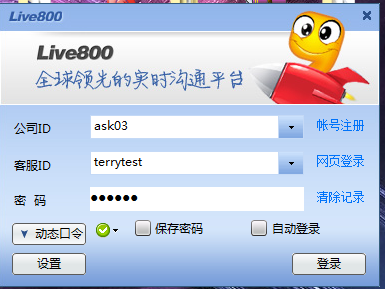 Live800
Live800
全球领先的实时沟通平台
公司ID ask03 帐号注册
客服ID terrytest 网页登录
密 码 ●●●●●● 清除记录
动态口令 保存密码 自动登录
设置 登录